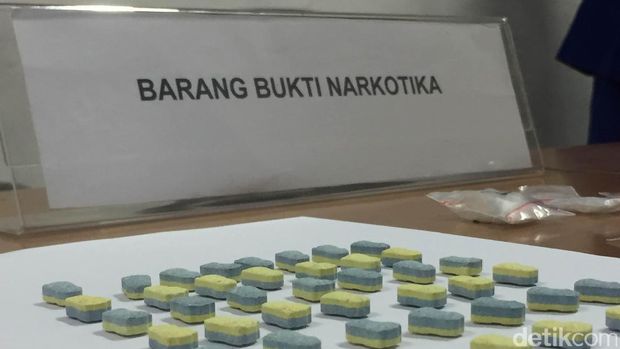 BARANG BUKTI NARKOTIKA
detikcom